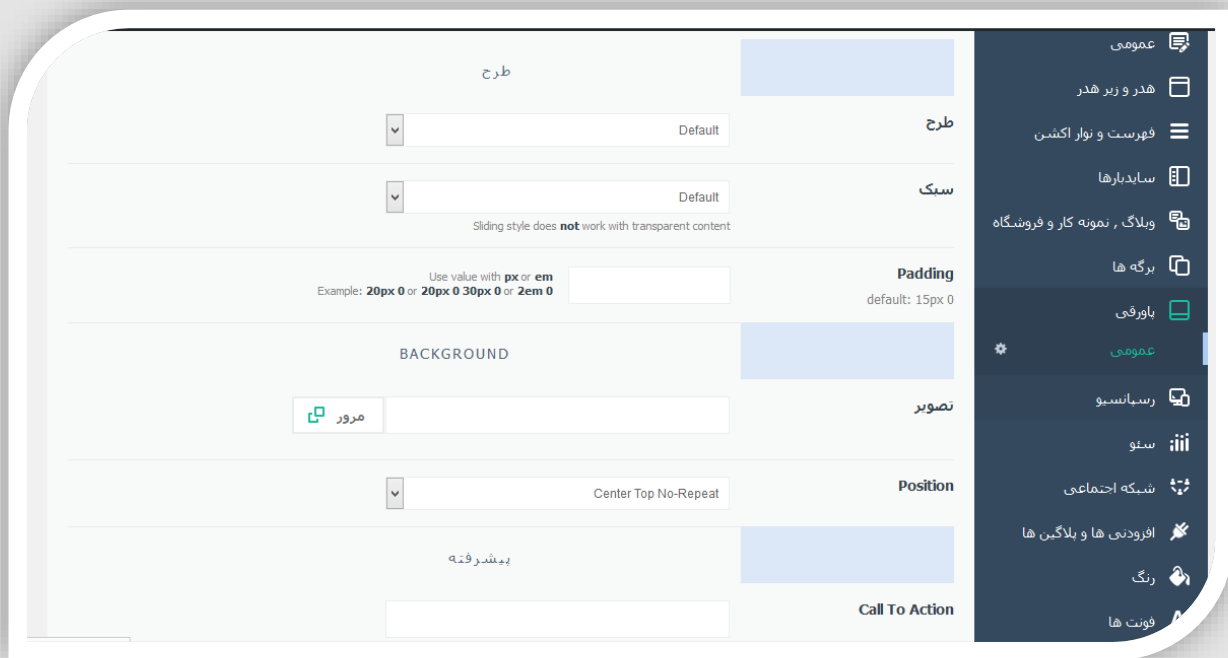 عمومی
هدر و زیر هدر
فهرست و نوار اکشن
سایدبارها
وبلاگ , نمونه کار و فروشگاه
برگه ها
پاورقی
عمومی
رسپانسیو
سئو
شبکه اجتماعی
افزودنی ها و پلاگین ها
رنگ
فونت ها
طرح
طرح
Default
سبک
Default
Sliding style does not work with transparent content
Padding
default: 15px 0
Use value with px or em
Example: 20px 0 or 20px 0 30px 0 or 2em 0
BACKGROUND
تصویر
مرور
Position
Center Top No-Repeat
پیشرفته
Call To Action